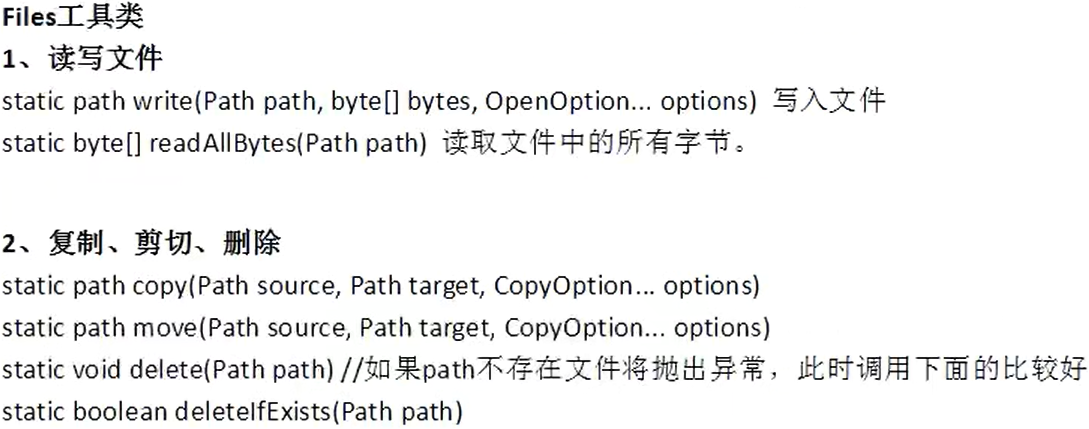 Files工具类
1、读写文件
static path write(Path path, byte[] bytes, OpenOption... options)  写入文件
static byte[] readAllBytes(Path path)  读取文件中的所有字节。
2、复制、剪切、删除
static path copy(Path source, Path target, CopyOption... options)
static path move(Path source, Path target, CopyOption... options)
static void delete(Path path) //如果path不存在文件将抛出异常，此时调用下面的比较好
static boolean deleteIfExists(Path path)